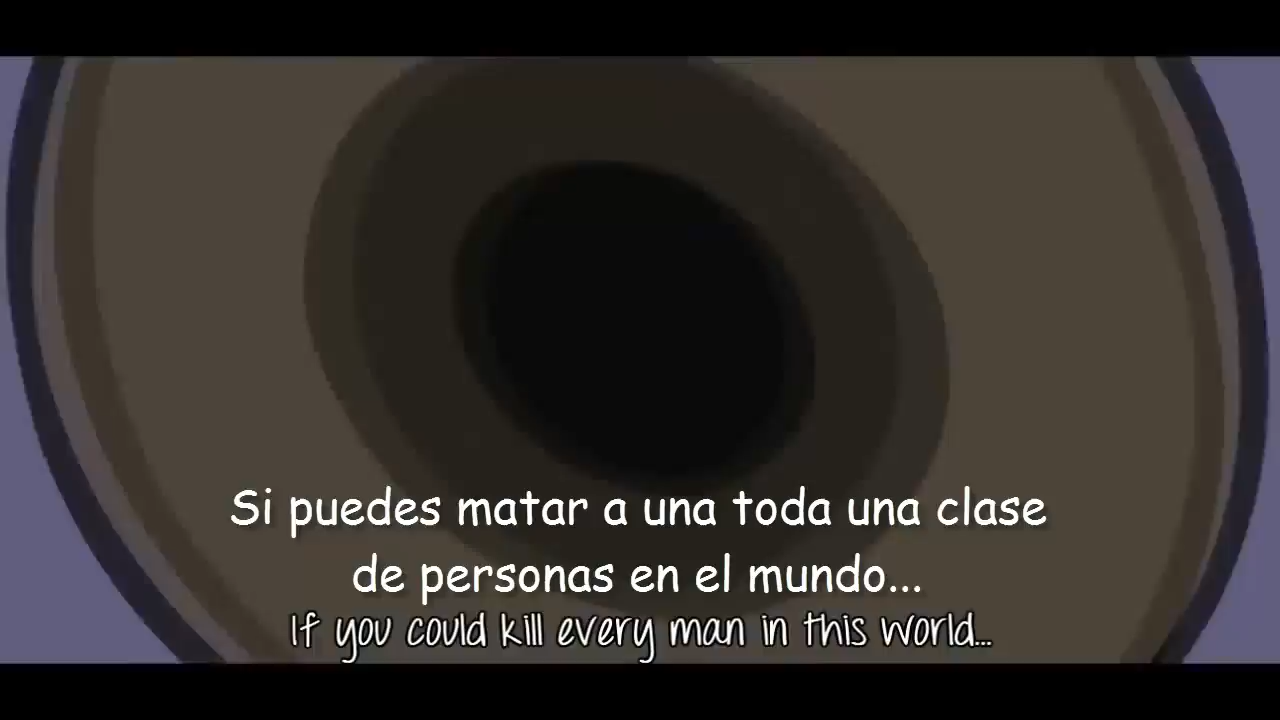 Si puedes matar a una toda una clase
de personas en el mundo...
If you could kill every man in this world...